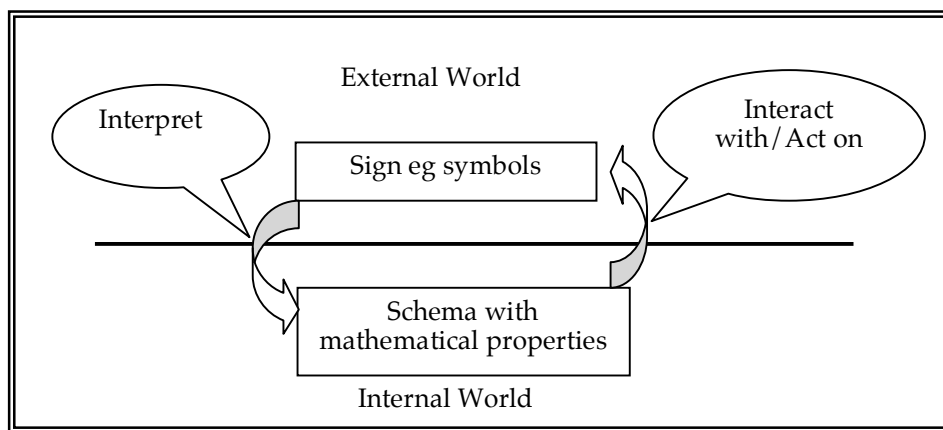 External World
Interpret
Interact
with/Act on
Sign eg symbols
Schema with
mathematical properties
Internal World